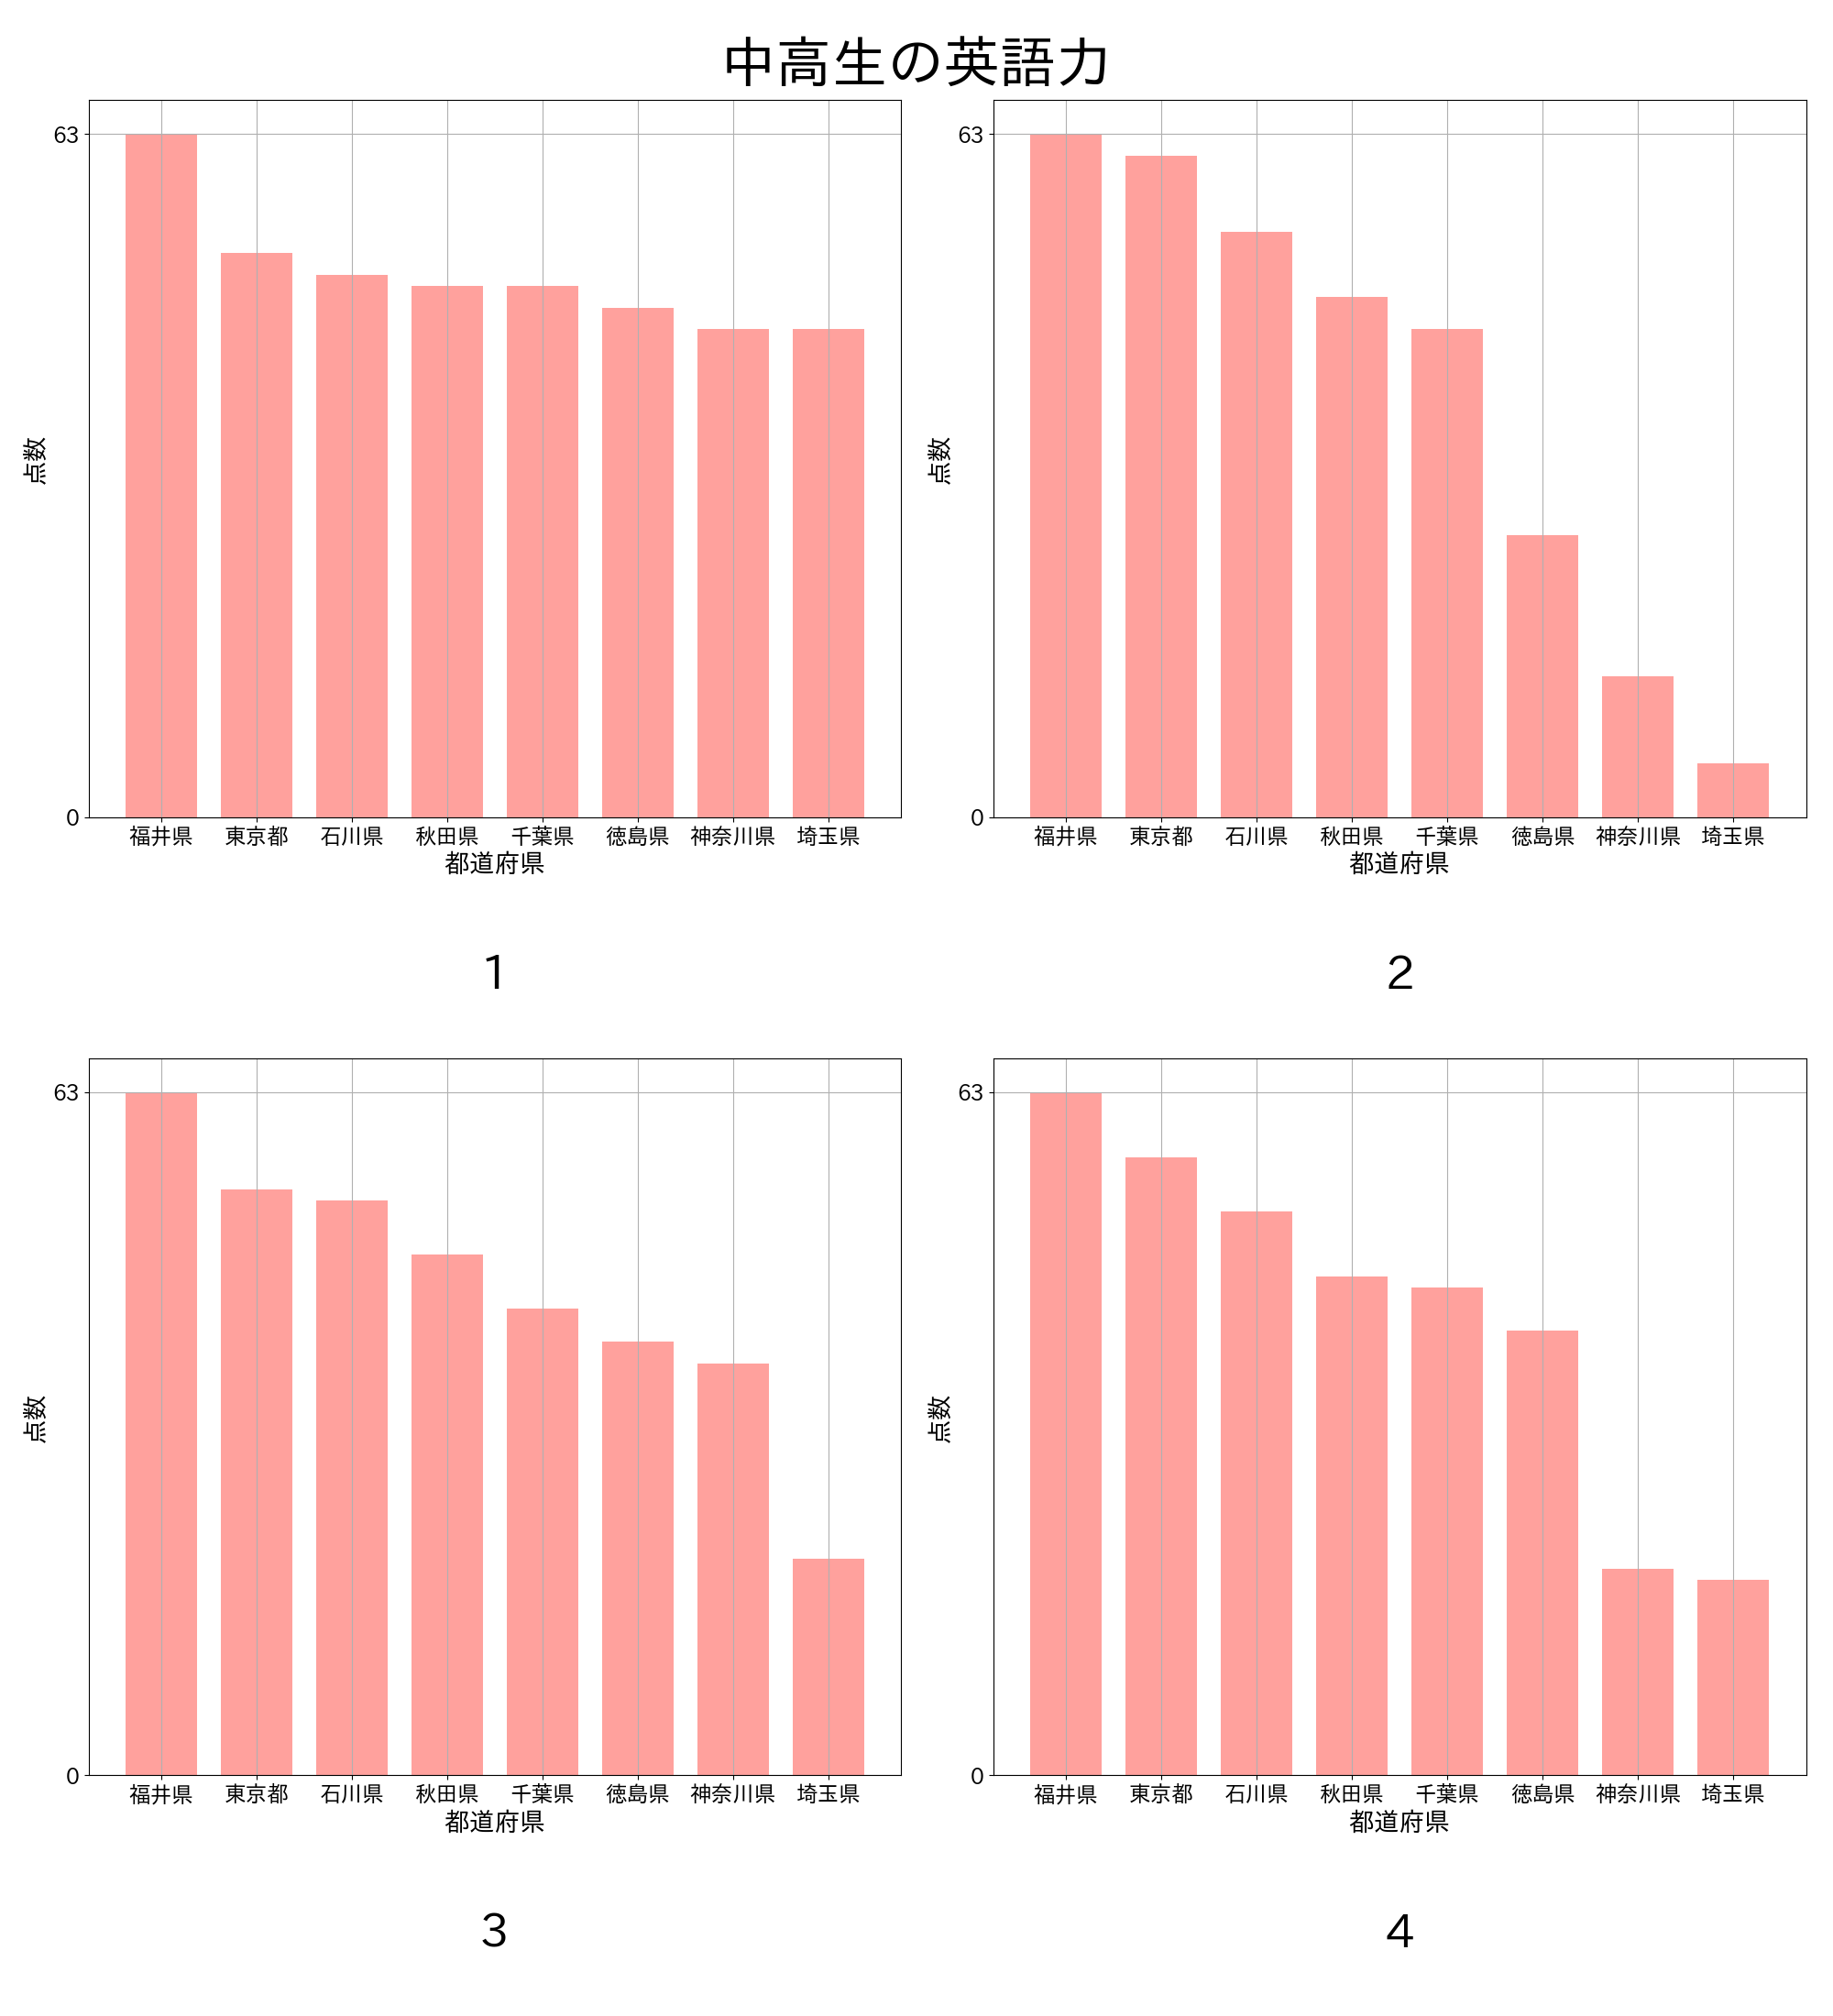 中高生の英語力
63
0
点数
福井県 東京都 石川県 秋田県 千葉県 徳島県 神奈川県 埼玉県
都道府県
1
63
0
点数
福井県 東京都 石川県 秋田県 千葉県 徳島県 神奈川県 埼玉県
都道府県
2
63
0
点数
福井県 東京都 石川県 秋田県 千葉県 徳島県 神奈川県 埼玉県
都道府県
3
63
0
点数
福井県 東京都 石川県 秋田県 千葉県 徳島県 神奈川県 埼玉県
都道府県
4